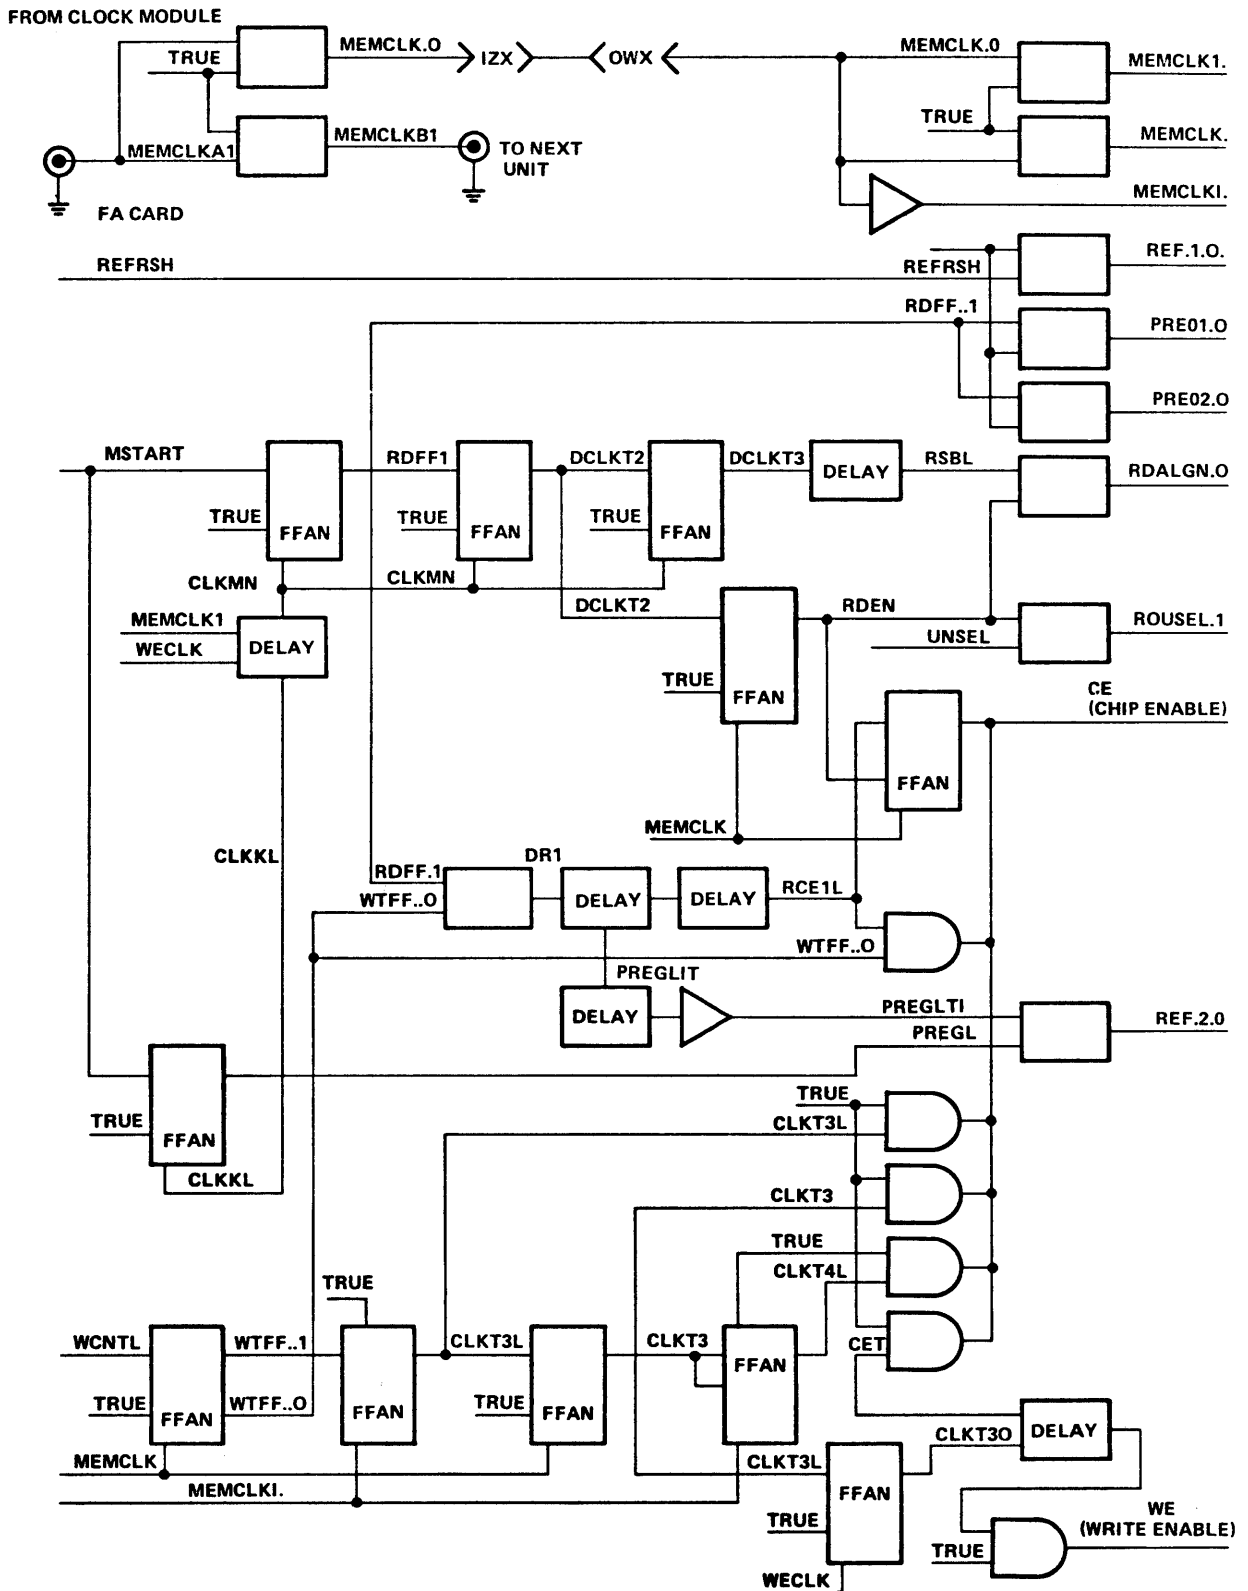 FROM CLOCK MODULE
TRUE
MEMCLK.O
IZX
OWX
MEMCLK.0
MEMCLK1.
TRUE
MEMCLKA1
MEMCLKB1
TO NEXT
UNIT
MEMCLK.
MEMCLKI.
FA CARD
REFRSH
REFRSH
REF.1.O.
RDFF..1
PRE01.O
PRE02.O
MSTART
RDFF1
DCLKT2
DCLKT3
DELAY
RSBL
RDALGN.O
TRUE
FFAN
TRUE
FFAN
TRUE
FFAN
CLKMN
CLKMN
DCLKT2
RDEN
MEMCLK1
WECLK
DELAY
UNSEL
ROUSEL.1
TRUE
FFAN
CE
(CHIP ENABLE)
FFAN
MEMCLK
CLKKL
RDFF.1
DR1
WTFF..O
DELAY
DELAY
RCE1L
WTFF..O
PREGLIT
DELAY
PREGLTI
PREGL
REF.2.0
TRUE
FFAN
CLKKL
TRUE
CLKT3L
CLKT3
TRUE
CLKT4L
TRUE
WCNTL
WTFF..1
CLKT3L
CLKT3
FFAN
CET
TRUE
FFAN
WTFF..O
FFAN
TRUE
FFAN
MEMCLK
MEMCLKI.
CLKT3L
FFAN
CLKT3O
DELAY
TRUE
WECLK
WE
(WRITE ENABLE)
TRUE